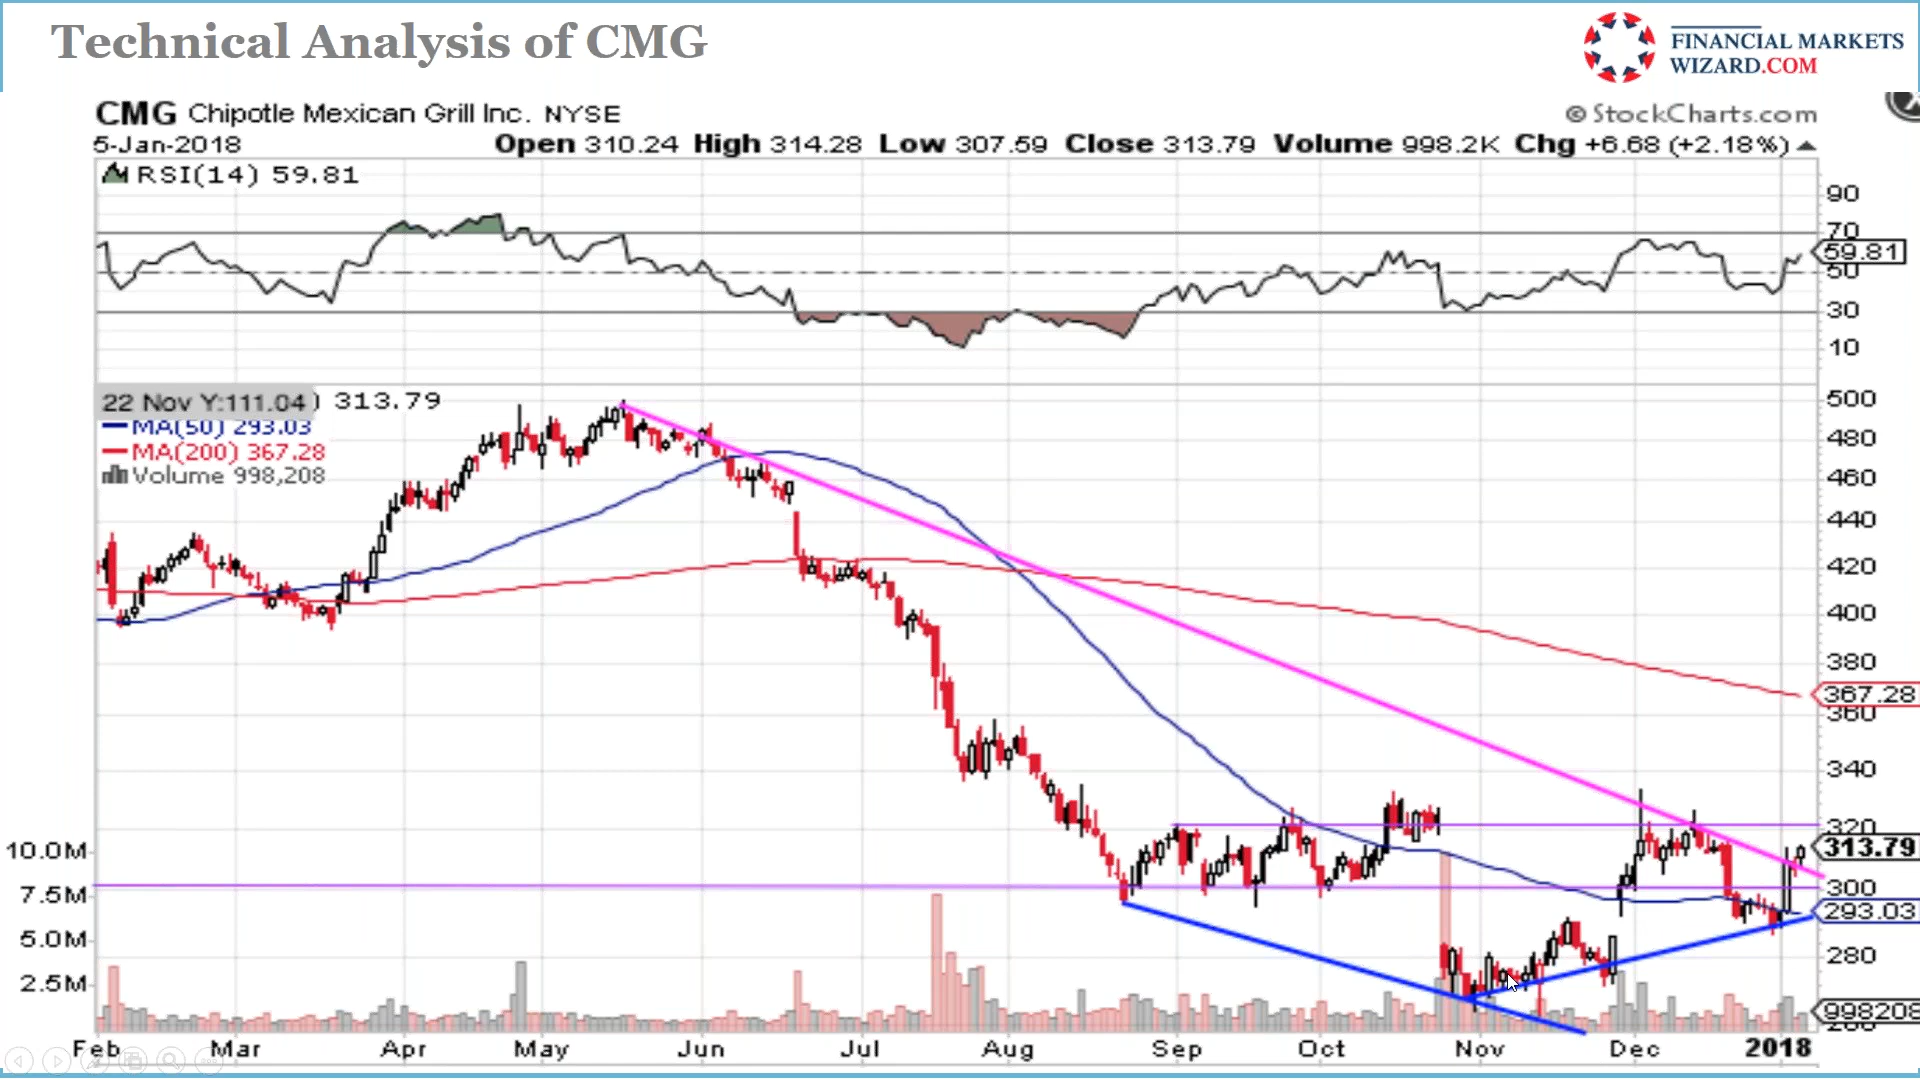 Technical Analysis of CMG
FINANCIAL MARKETS
WIZARD.COM
CMG Chipotle Mexican Grill Inc. NYSE
© StockCharts.com
5-Jan-2018
Open 310.24 High 314.28 Low 307.59 Close 313.79 Volume 998.2K Chg +6.68 (+2.18%)
RSI(14) 59.81
90
70
59.81
50
30
10
22 Nov Y:111.04 ) 313.79
MA(50) 293.03
MA(200) 367.28
Volume 998,208
500
480
460
440
420
400
380
367.28
360
340
320
313.79
300
293.03
280
998208
10.0M
7.5M
5.0M
2.5M
Feb Mar Apr May Jun Jul Aug Sep Oct Nov Dec 2018